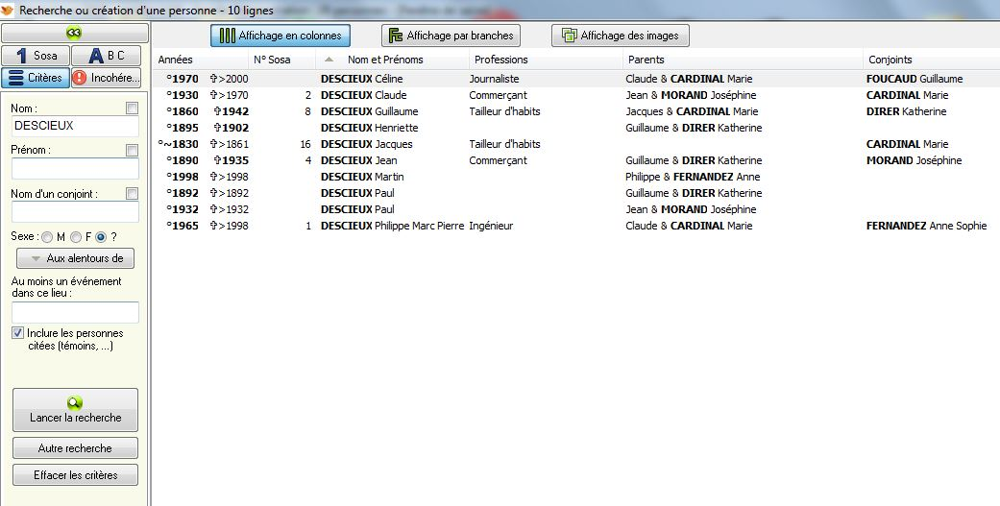 Recherche ou création d'une personne - 10 lignes
1 Sosa
A B C
Critères
Incohére...
Nom :
DESCIEUX
Prénom :
Nom d'un conjoint :
Sexe : M F ?
Aux alentours de
Au moins un événement
dans ce lieu :
Inclure les personnes
citées (témoins, ...)
Lancer la recherche
Autre recherche
Effacer les critères
Affichage en colonnes
Affichage par branches
Affichage des images
Années N° Sosa Nom et Prénoms Professions Parents Conjoints
°1970 ✞>2000 DESCIEUX Céline Journaliste Claude & CARDINAL Marie FOUCAUD Guillaume
°1930 ✞>1970 2 DESCIEUX Claude Commerçant Jean & MORAND Joséphine CARDINAL Marie
°1860 ✞1942 8 DESCIEUX Guillaume Tailleur d'habits Jacques & CARDINAL Marie DIRER Katherine
°1895 ✞1902 DESCIEUX Henriette Guillaume & DIRER Katherine
°~1830 ✞>1861 16 DESCIEUX Jacques Tailleur d'habits CARDINAL Marie
°1890 ✞1935 4 DESCIEUX Jean Commerçant Guillaume & DIRER Katherine MORAND Joséphine
°1998 ✞>1998 DESCIEUX Martin Philippe & FERNANDEZ Anne
°1892 ✞>1892 DESCIEUX Paul Guillaume & DIRER Katherine
°1932 ✞>1932 DESCIEUX Paul Jean & MORAND Joséphine
°1965 ✞>1998 1 DESCIEUX Philippe Marc Pierre Ingénieur Claude & CARDINAL Marie FERNANDEZ Anne Sophie